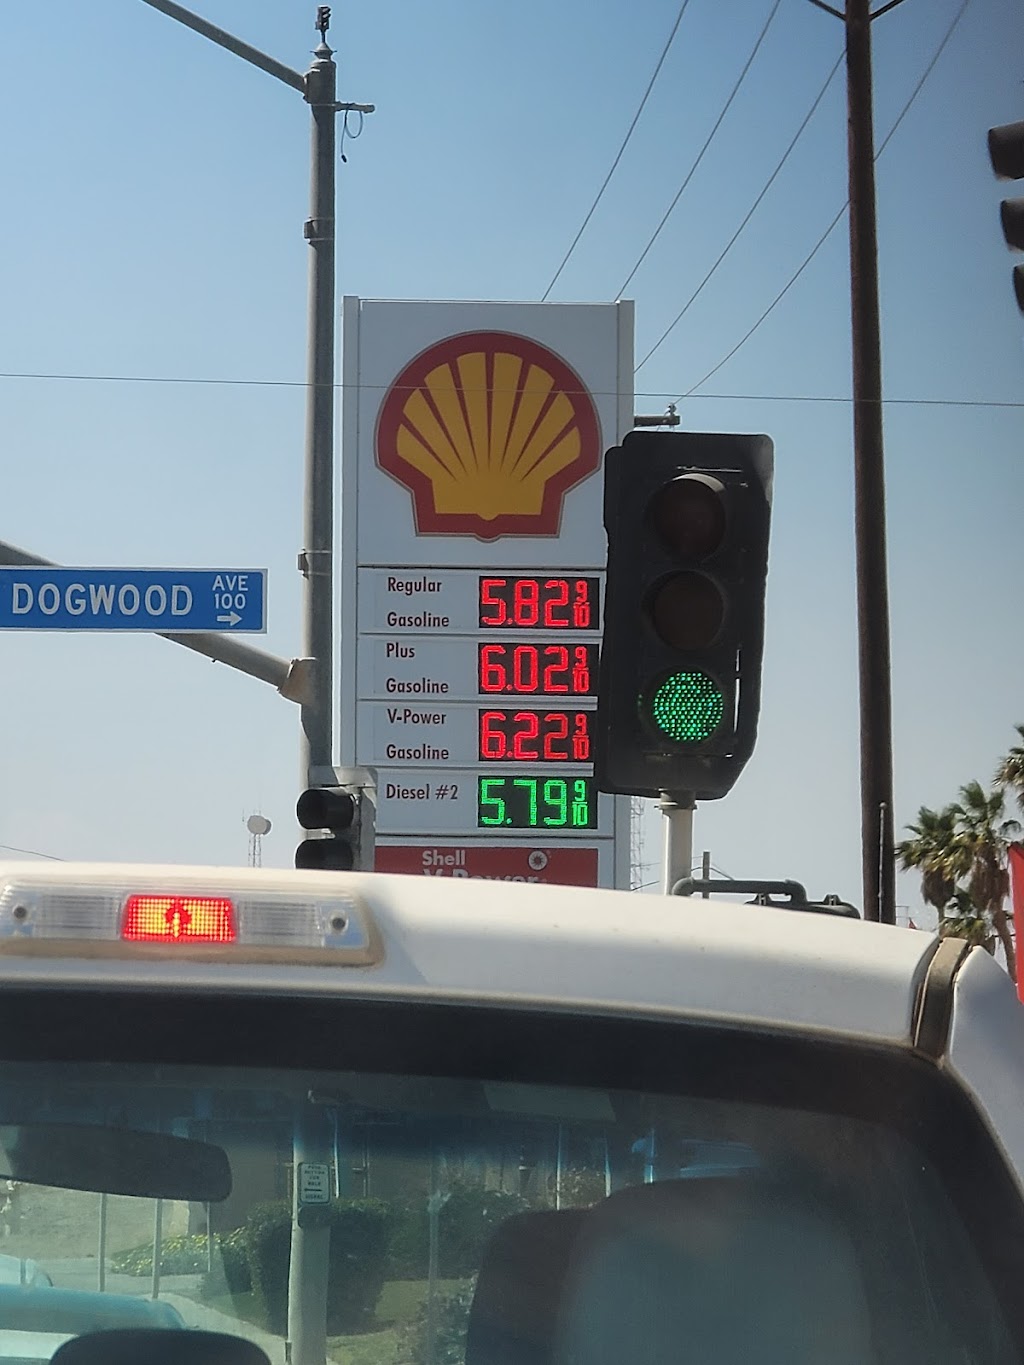 DOGWOOD AVE
100
Regular
Gasoline 5.82 9/10
Plus
Gasoline 6.02 9/10
V-Power
Gasoline 6.22 9/10
Diesel #2 5.79 9/10
Shell
V-Power